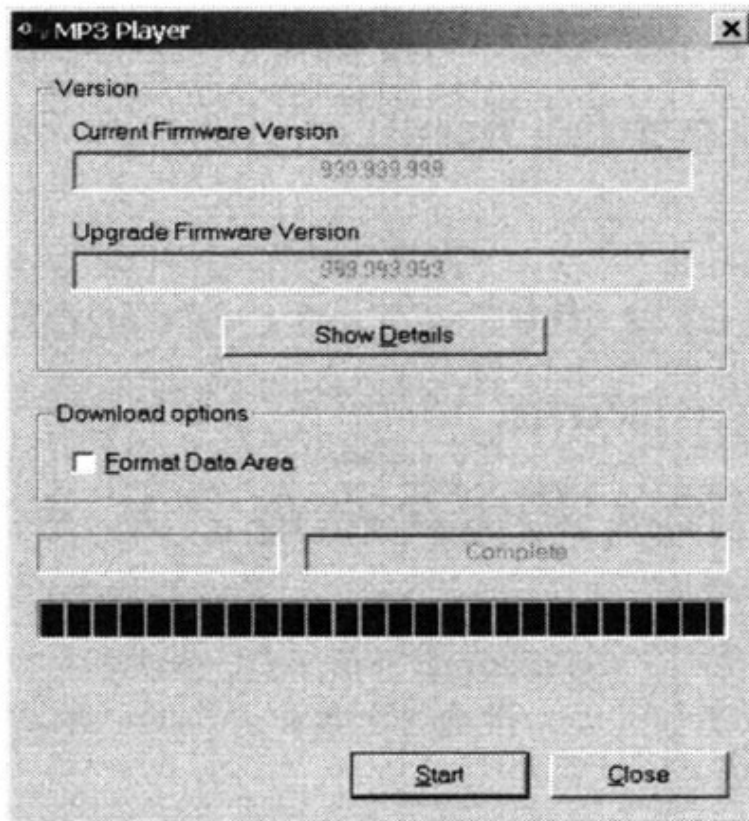 MP3 Player
Version
Current Firmware Version
Upgrade Firmware Version
Show Details
Download options
Format Data Area
Complete
Start
Close